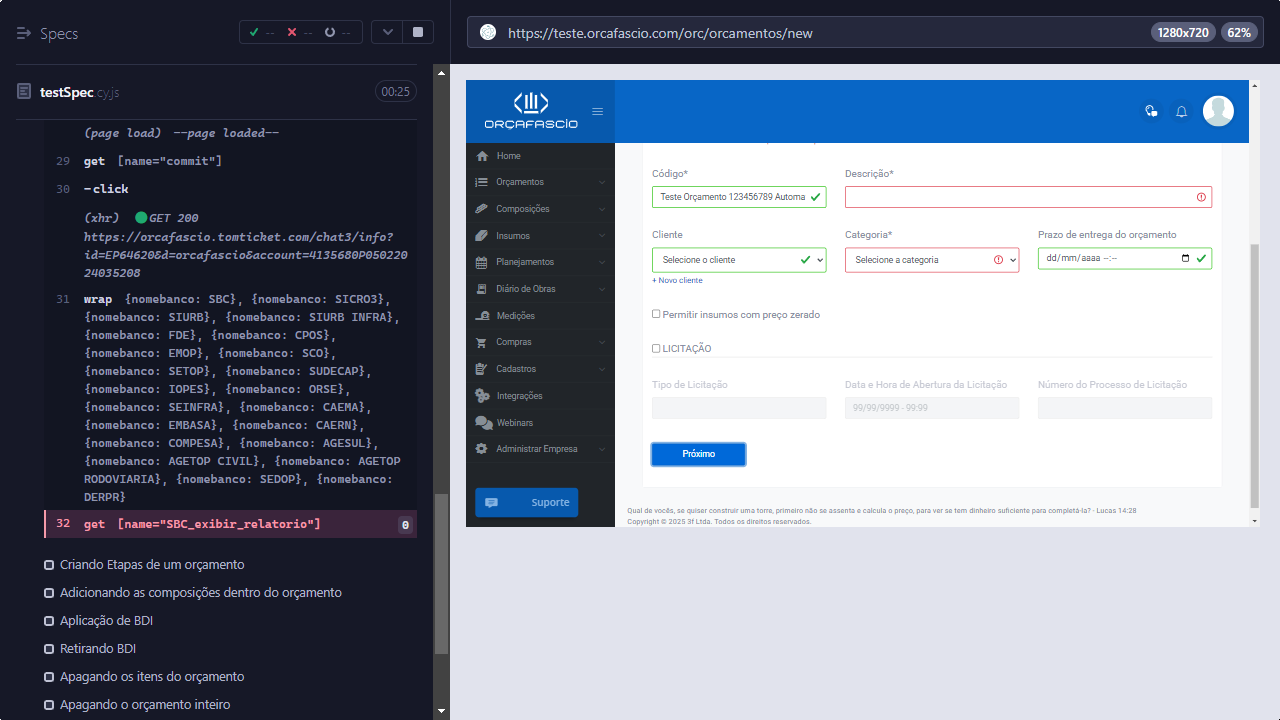 Specs
-- -- --
testSpec.cy.js
00:25
(page load) --page loaded--
29 get [name="commit"]
30 -click
(xhr) GET 200
https://orcafascio.tomticket.com/chat3/info?
id=EP64620&d=orcafascio&account=4135680P050220
24035208
31 wrap {nomebanco: SBC}, {nomebanco: SICRO3},
{nomebanco: SIURB}, {nomebanco: SIURB INFRA},
{nomebanco: FDE}, {nomebanco: CPOS},
{nomebanco: EMOP}, {nomebanco: SCO},
{nomebanco: SETOP}, {nomebanco: SUDECAP},
{nomebanco: IOPES}, {nomebanco: ORSE},
{nomebanco: SEINFRA}, {nomebanco: CAEMA},
{nomebanco: EMBASA}, {nomebanco: CAERN},
{nomebanco: COMPESA}, {nomebanco: AGESUL},
{nomebanco: AGETOP CIVIL}, {nomebanco: AGETOP
RODOVIARIA}, {nomebanco: SEDOP}, {nomebanco:
DERPR}
32 get [name="SBC_exibir_relatorio"] 0
Criando Etapas de um orçamento
Adicionando as composições dentro do orçamento
Aplicação de BDI
Retirando BDI
Apagando os itens do orçamento
Apagando o orçamento inteiro
https://teste.orcafascio.com/orc/orcamentos/new
1280x720
62%
ORÇAFASCIO
Home
Orçamentos
Composições
Insumos
Planejamentos
Diário de Obras
Medições
Compras
Cadastros
Integrações
Webinars
Administrar Empresa
Suporte
Código* Descrição*
Teste Orçamento 123456789 Automa
Cliente Categoria* Prazo de entrega do orçamento
Selecione o cliente Selecione a categoria dd/mm/aaaa --:--
+ Novo cliente
Permitir insumos com preço zerado
LICITAÇÃO
Tipo de Licitação Data e Hora de Abertura da Licitação Número do Processo de Licitação
99/99/9999 - 99:99
Próximo
Qual de vocês, se quiser construir uma torre, primeiro não se assenta e calcula o preço, para ver se tem dinheiro suficiente para completá-la? - Lucas 14:28
Copyright © 2025 3f Ltda. Todos os direitos reservados.